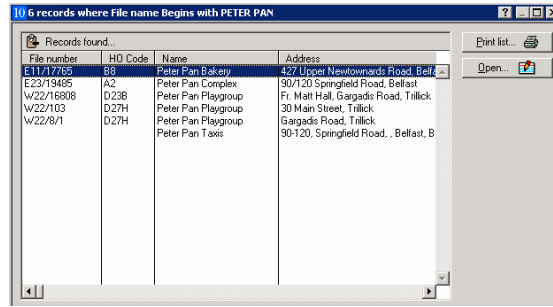 10 6 records where File name Begins with PETER PAN
Records found...
File number HO Code Name Address
E11/17765 B8 Peter Pan Bakery 427 Upper Newtownards Road, Belfa
E23/19485 A2 Peter Pan Complex 90/120 Springfield Road, Belfast
W22/16808 D23B Peter Pan Playgroup Fr. Matt Hall, Gargadis Road, Trillick
W22/103 D27H Peter Pan Playgroup 30 Main Street, Trillick
W22/8/1 D27H Peter Pan Playgroup Gargadis Road, Trillick
Peter Pan Taxis 90-120, Springfield Road, , Belfast, B
Print list...
Open...